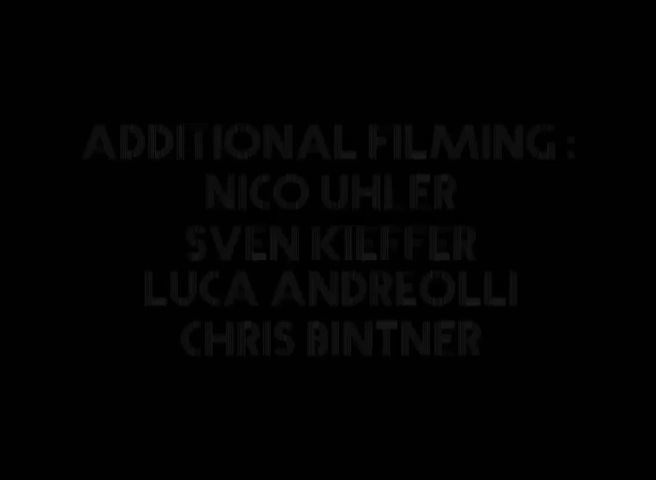 ADDITIONAL FILMING :
NICO UHLER
SVEN KIEFFER
LUCA ANDREOLLI
CHRIS BINTNER